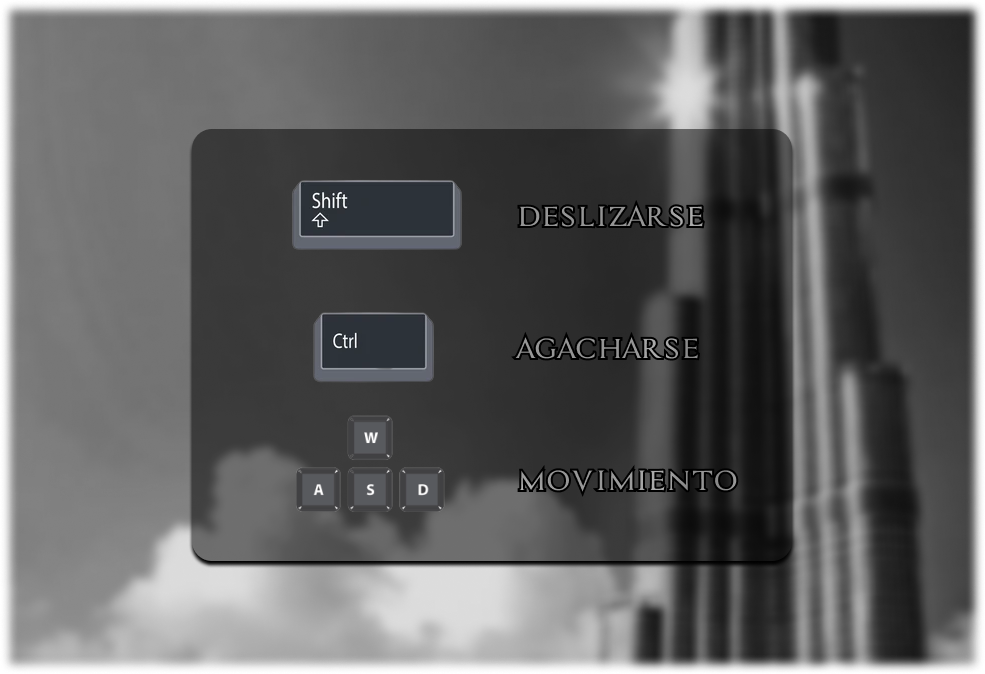 Shift
DESLIZARSE
Ctrl
AGACHARSE
W
A S D
MOVIMIENTO